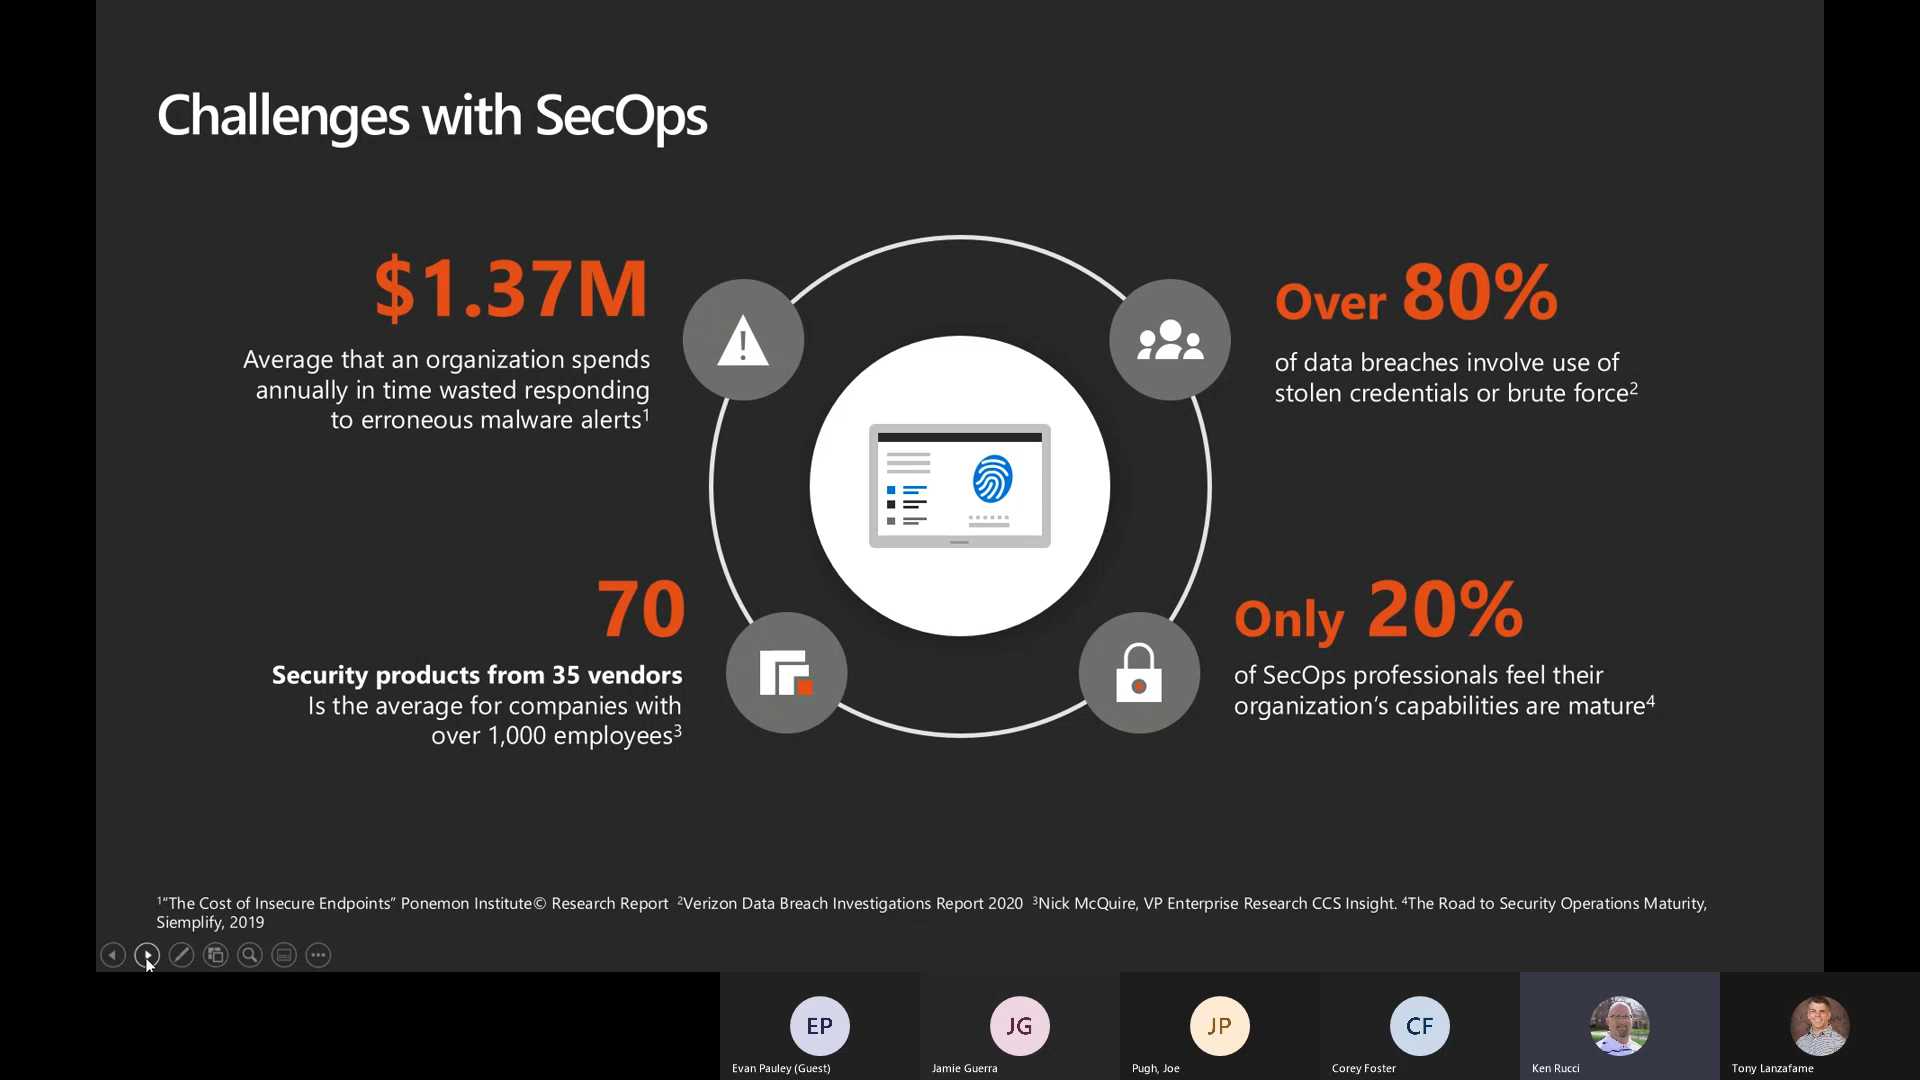 Challenges with SecOps
$1.37M
Average that an organization spends
annually in time wasted responding
to erroneous malware alerts¹
Over 80%
of data breaches involve use of
stolen credentials or brute force²
70
Security products from 35 vendors
Is the average for companies with
over 1,000 employees³
Only 20%
of SecOps professionals feel their
organization’s capabilities are mature⁴
¹“The Cost of Insecure Endpoints” Ponemon Institute© Research Report ²Verizon Data Breach Investigations Report 2020 ³Nick McQuire, VP Enterprise Research CCS Insight. ⁴The Road to Security Operations Maturity,
Siemplify, 2019
EP
JG
JP
CF
Evan Pauley (Guest)
Jamie Guerra
Pugh, Joe
Corey Foster
Ken Rucci
Tony Lanzafame